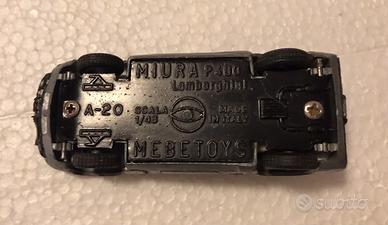 MIURA P400
Lamborghini
A-20
SCALA
1/43
MADE
IN ITALY
MEBETOYS
subito